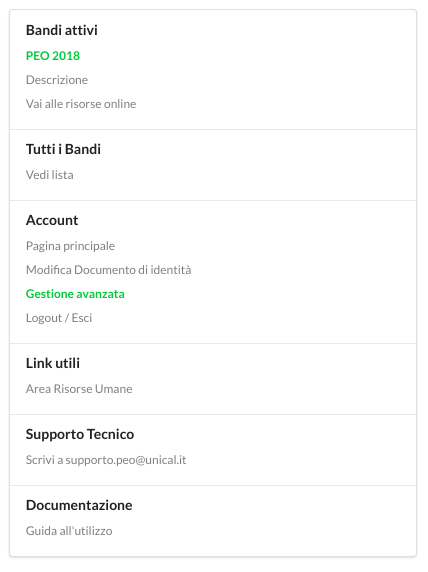 Bandi attivi
PEO 2018
Descrizione
Vai alle risorse online
Tutti i Bandi
Vedi lista
Account
Pagina principale
Modifica Documento di identità
Gestione avanzata
Logout / Esci
Link utili
Area Risorse Umane
Supporto Tecnico
Scrivi a supporto.peo@unical.it
Documentazione
Guida all'utilizzo